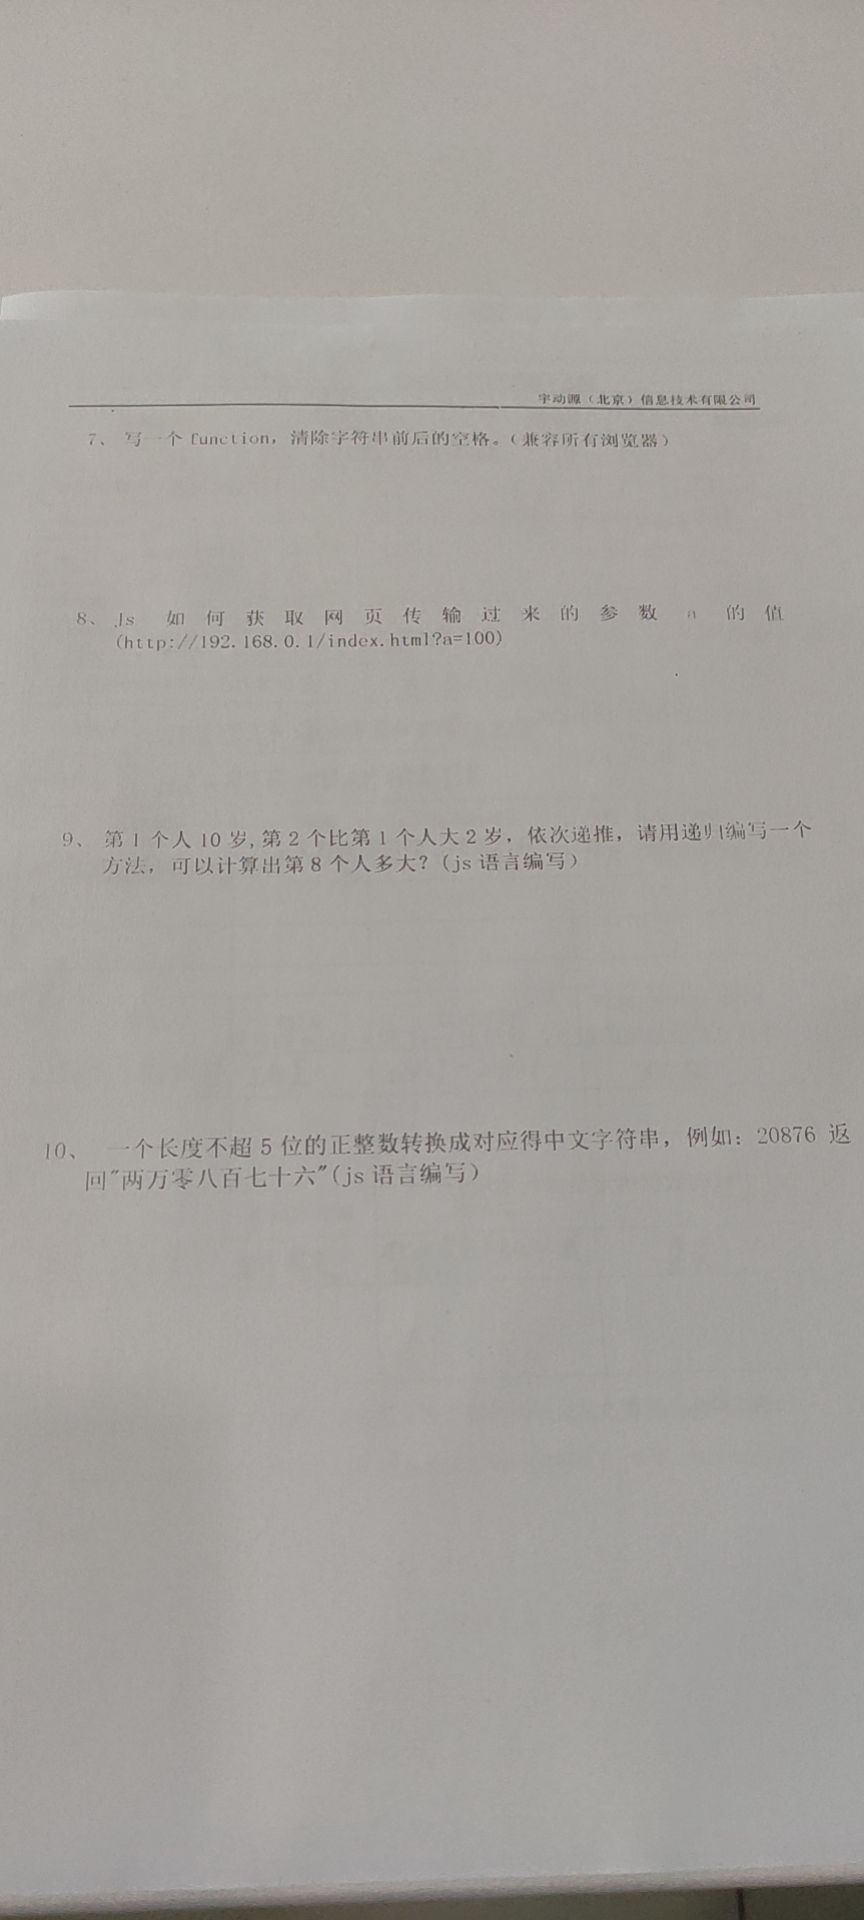 宇动源（北京）信息技术有限公司
7、 写一个 function，清除字符串前后的空格。（兼容所有浏览器）
8、 Js 如何获取网页传输过来的参数 a 的值
(http://192.168.0.1/index.html?a=100)
9、 第 1 个人 10 岁,第 2 个比第 1 个人大 2 岁，依次递推，请用递归编写一个
方法，可以计算出第 8 个人多大？(js 语言编写）
10、 一个长度不超 5 位的正整数转换成对应得中文字符串，例如：20876 返
回"两万零八百七十六"(js 语言编写）